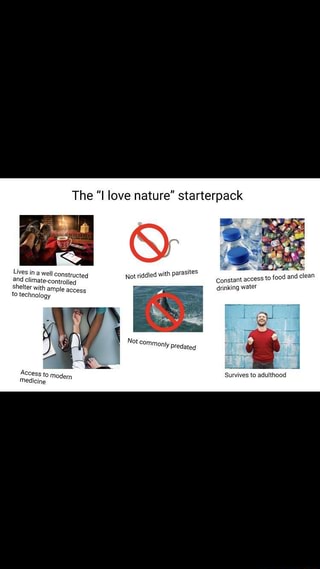 The “I love nature” starterpack
Lives in a well constructed
and climate-controlled
shelter with ample access
to technology
Not riddled with parasites
Constant access to food and clean
drinking water
Access to modern
medicine
Not commonly predated
Survives to adulthood